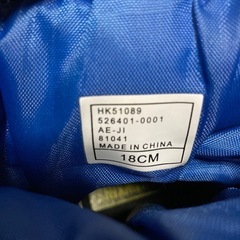 HK51089
526401-0001
AE-JI
81041
MADE IN CHINA
18CM